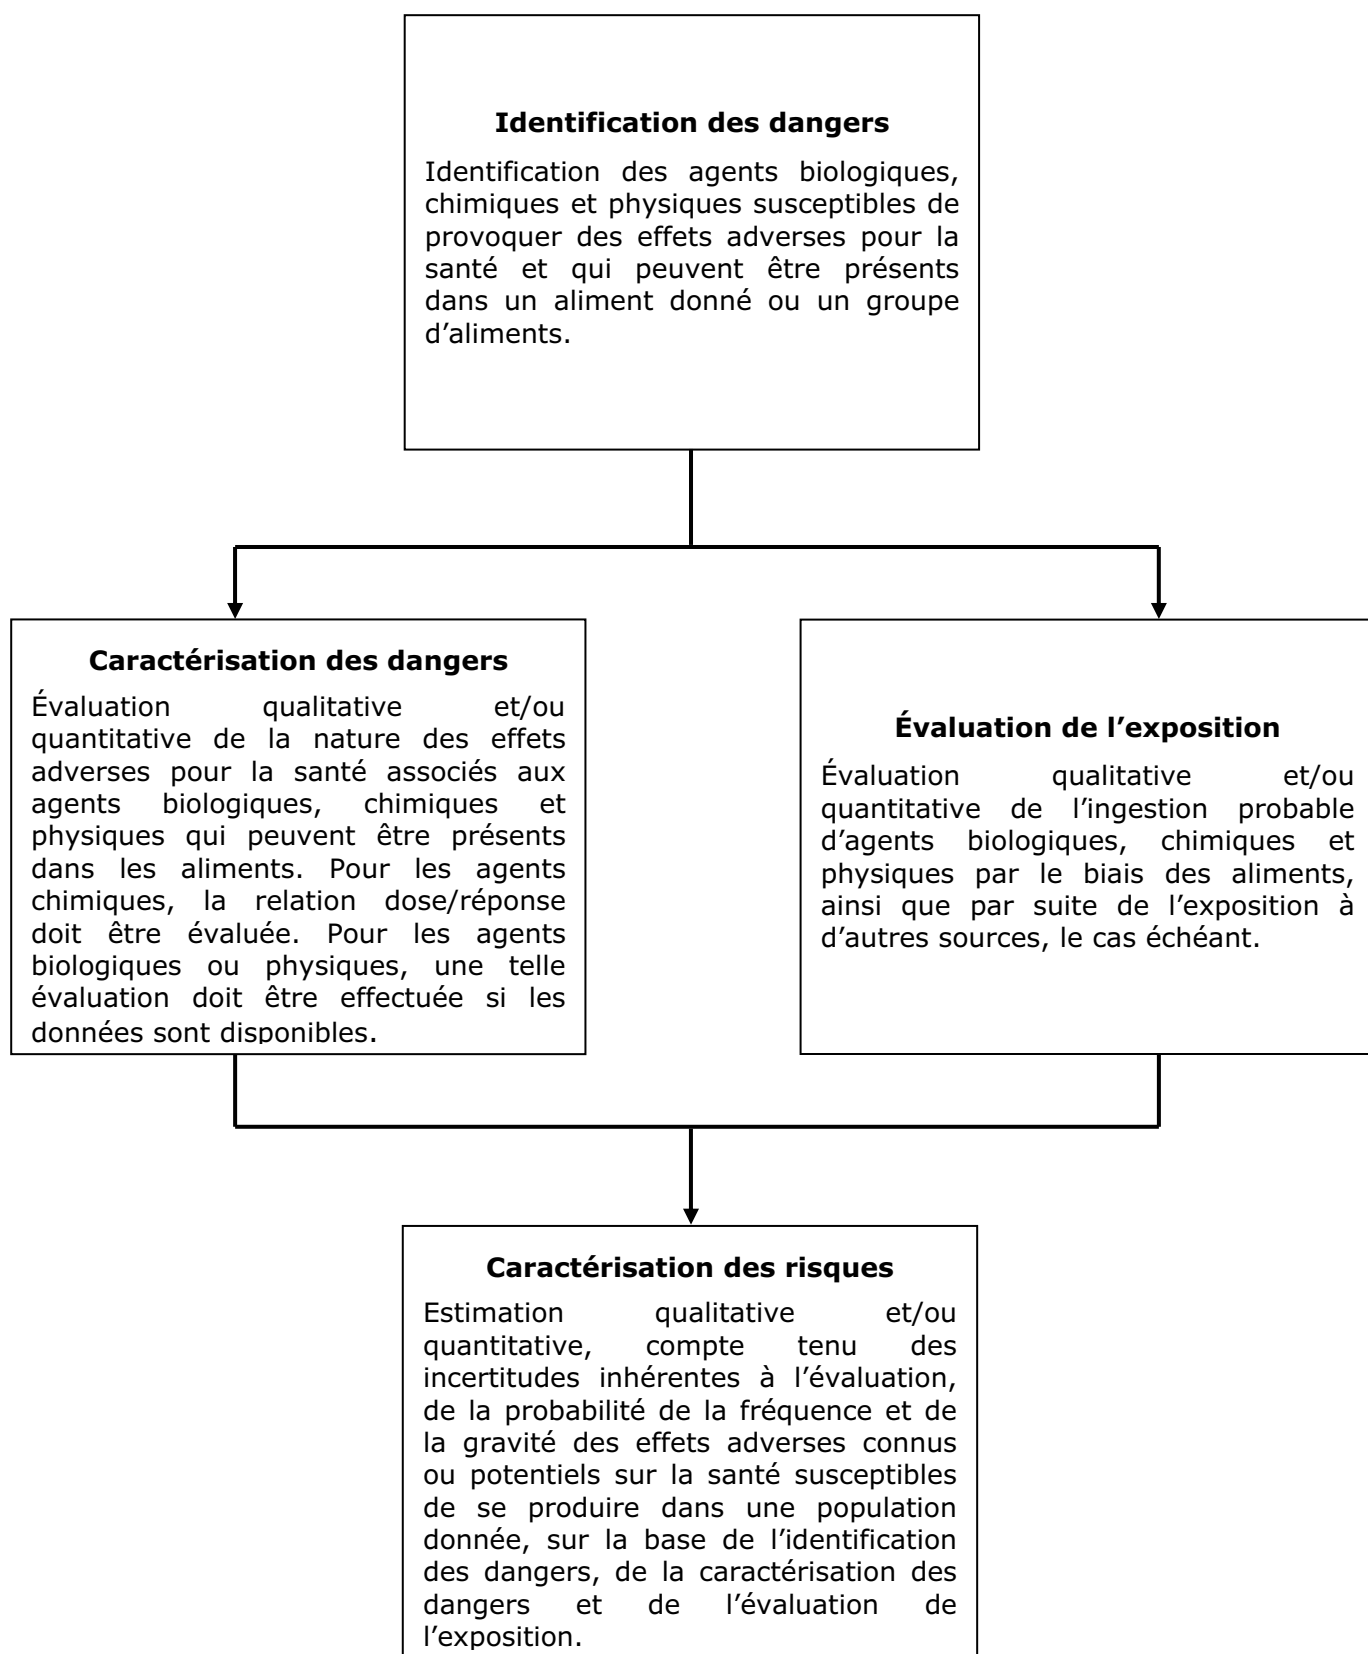 Identification des dangers
Identification des agents biologiques,
chimiques et physiques susceptibles de
provoquer des effets adverses pour la
santé et qui peuvent être présents
dans un aliment donné ou un groupe
d’aliments.
Caractérisation des dangers
Évaluation qualitative et/ou
quantitative de la nature des effets
adverses pour la santé associés aux
agents biologiques, chimiques et
physiques qui peuvent être présents
dans les aliments. Pour les agents
chimiques, la relation dose/réponse
doit être évaluée. Pour les agents
biologiques ou physiques, une telle
évaluation doit être effectuée si les
données sont disponibles.
Évaluation de l’exposition
Évaluation qualitative et/ou
quantitative de l’ingestion probable
d’agents biologiques, chimiques et
physiques par le biais des aliments,
ainsi que par suite de l’exposition à
d’autres sources, le cas échéant.
Caractérisation des risques
Estimation qualitative et/ou
quantitative, compte tenu des
incertitudes inhérentes à l’évaluation,
de la probabilité de la fréquence et de
la gravité des effets adverses connus
ou potentiels sur la santé susceptibles
de se produire dans une population
donnée, sur la base de l’identification
des dangers, de la caractérisation des
dangers et de l’évaluation de
l’exposition.